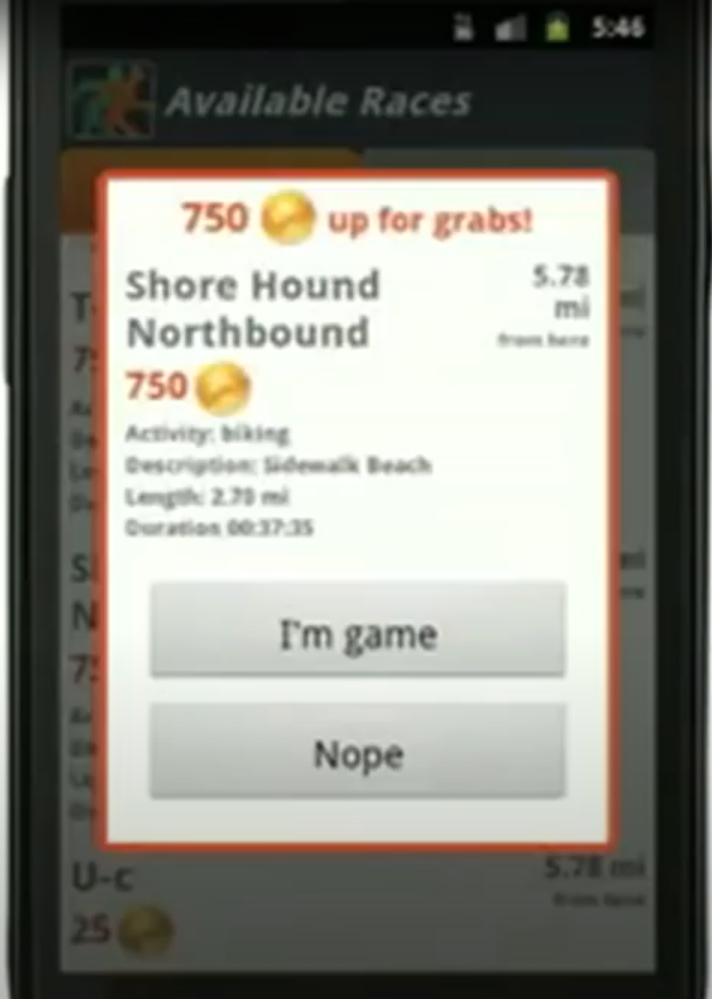 5:46
Available Races
750 up for grabs!
Shore Hound
Northbound
5.78
mi
from here
750
Activity: biking
Description: Sidewalk Beach
Length: 2.70 mi
Duration 00:37:35
I'm game
Nope
U-c
5.78 mi
from here
25